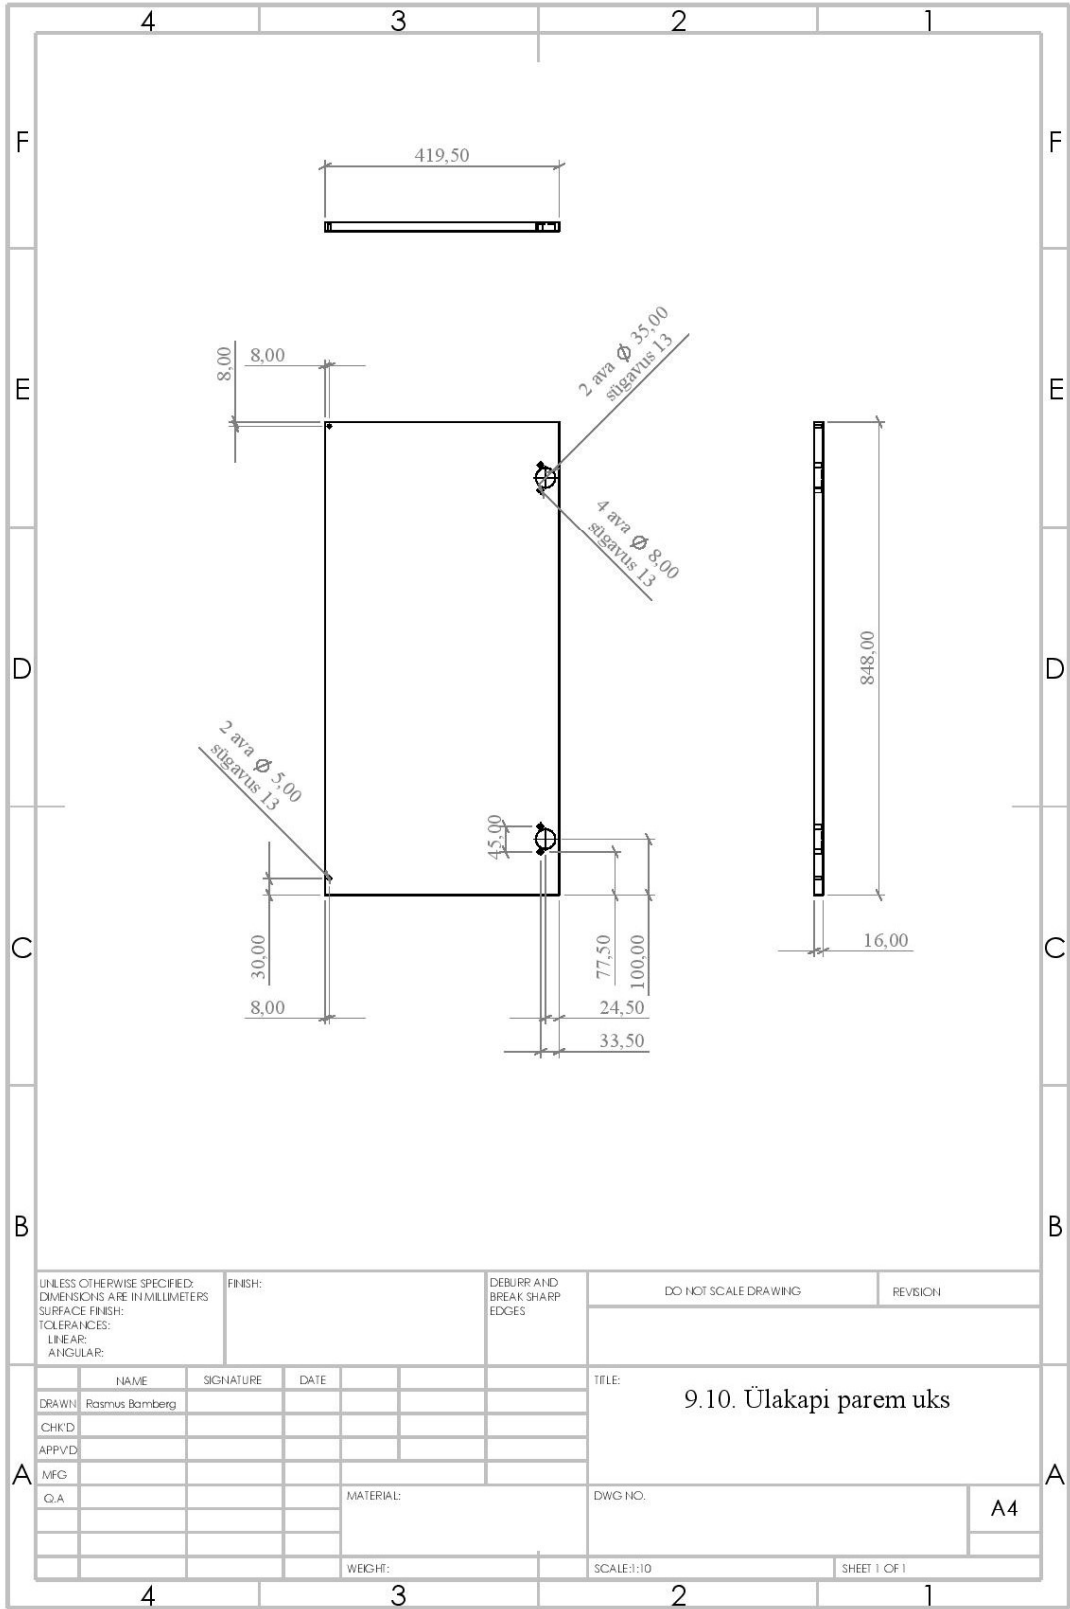 4 3 2 1
F F
419,50
2 ava Ø 35,00
sügavus 13
8,00 8,00
E E
4 ava Ø 8,00
sügavus 13
848,00
D D
2 ava Ø 5,00
sügavus 13
45,00
30,00
77,50
100,00
16,00
C C
8,00
24,50
33,50
B B
UNLESS OTHERWISE SPECIFIED:
DIMENSIONS ARE IN MILLIMETERS
SURFACE FINISH:
TOLERANCES:
LINEAR:
ANGULAR:
FINISH:
DEBURR AND
BREAK SHARP
EDGES
DO NOT SCALE DRAWING
REVISION
NAME SIGNATURE DATE
DRAWN Rasmus Bamberg
CHK'D
APPV'D
MFG
Q.A
TITLE:
9.10. Ülakapi parem uks
A A
MATERIAL:
DWG NO.
A4
WEIGHT:
SCALE:1:10
SHEET 1 OF 1
4 3 2 1